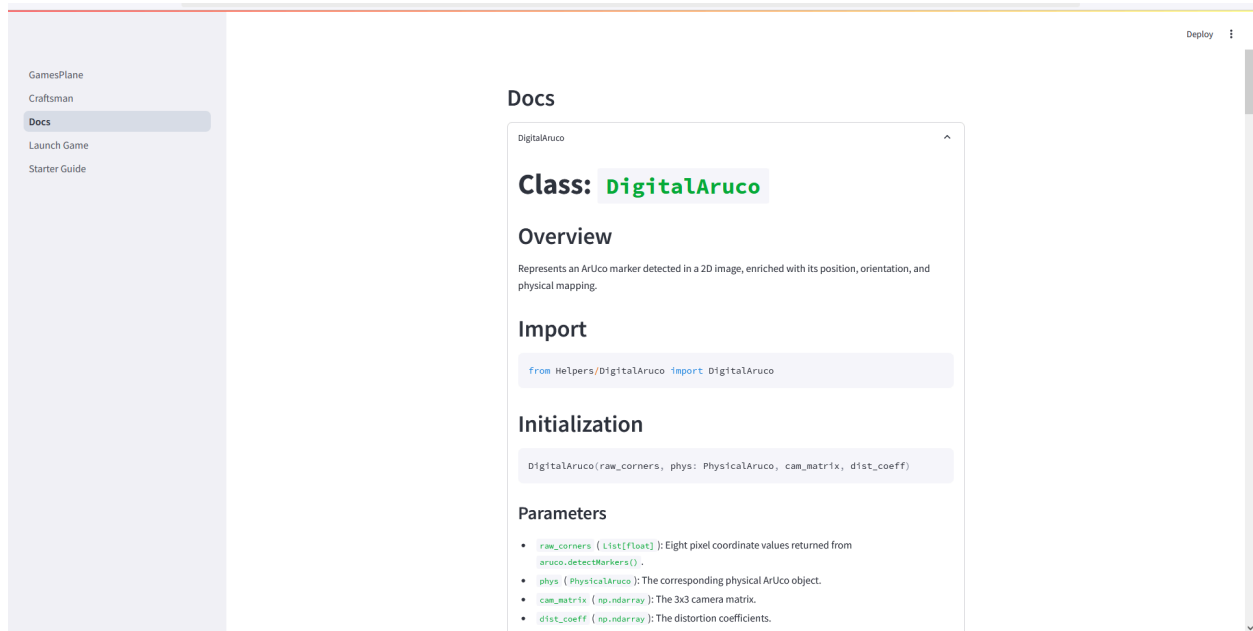 Deploy
GamesPlane
Craftsman
Docs
Launch Game
Starter Guide
Docs
DigitalAruco
Class: DigitalAruco
Overview
Represents an ArUco marker detected in a 2D image, enriched with its position, orientation, and
physical mapping.
Import
from Helpers/DigitalAruco import DigitalAruco
Initialization
DigitalAruco(raw_corners, phys: PhysicalAruco, cam_matrix, dist_coeff)
Parameters
• raw_corners ( List[float] ): Eight pixel coordinate values returned from
aruco.detectMarkers() .
• phys ( PhysicalAruco ): The corresponding physical ArUco object.
• cam_matrix ( np.ndarray ): The 3x3 camera matrix.
• dist_coeff ( np.ndarray ): The distortion coefficients.